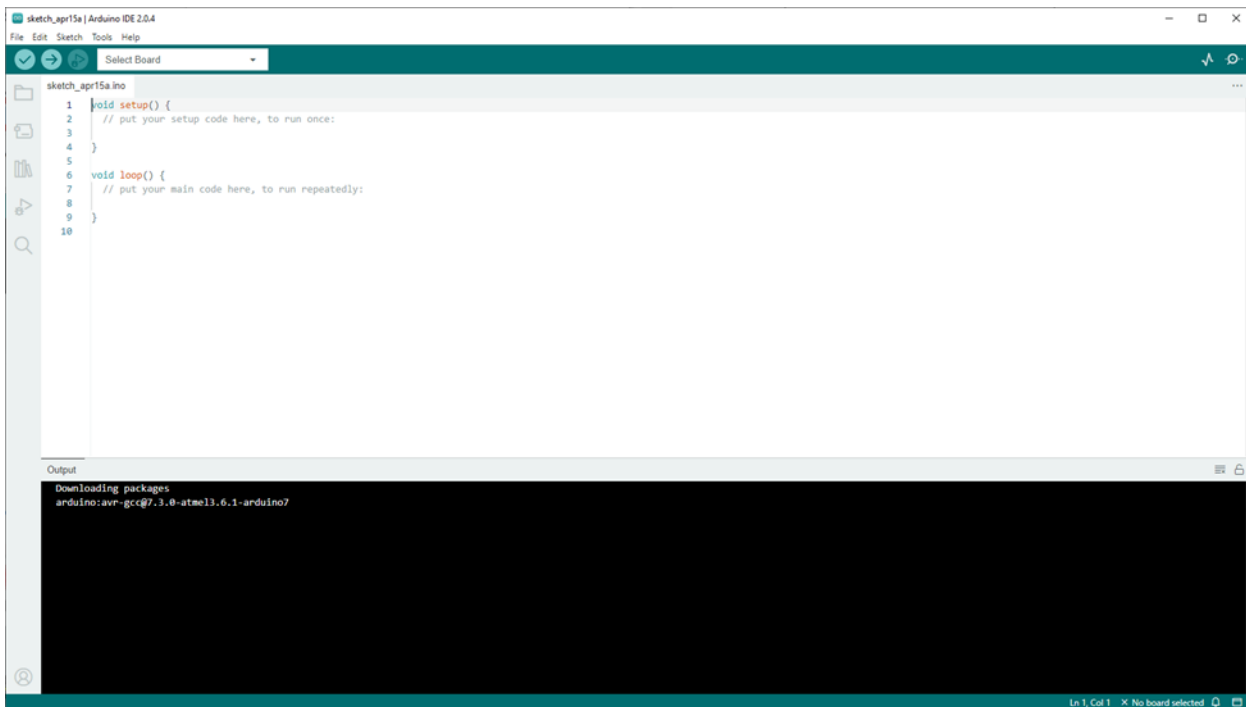 sketch_apr15a | Arduino IDE 2.0.4
File Edit Sketch Tools Help
Select Board
sketch_apr15a.ino
1 void setup() {
2 // put your setup code here, to run once:
3
4 }
5
6 void loop() {
7 // put your main code here, to run repeatedly:
8
9 }
10
Output
Downloading packages
arduino:avr-gcc@7.3.0-atmel3.6.1-arduino7
Ln 1, Col 1 × No board selected